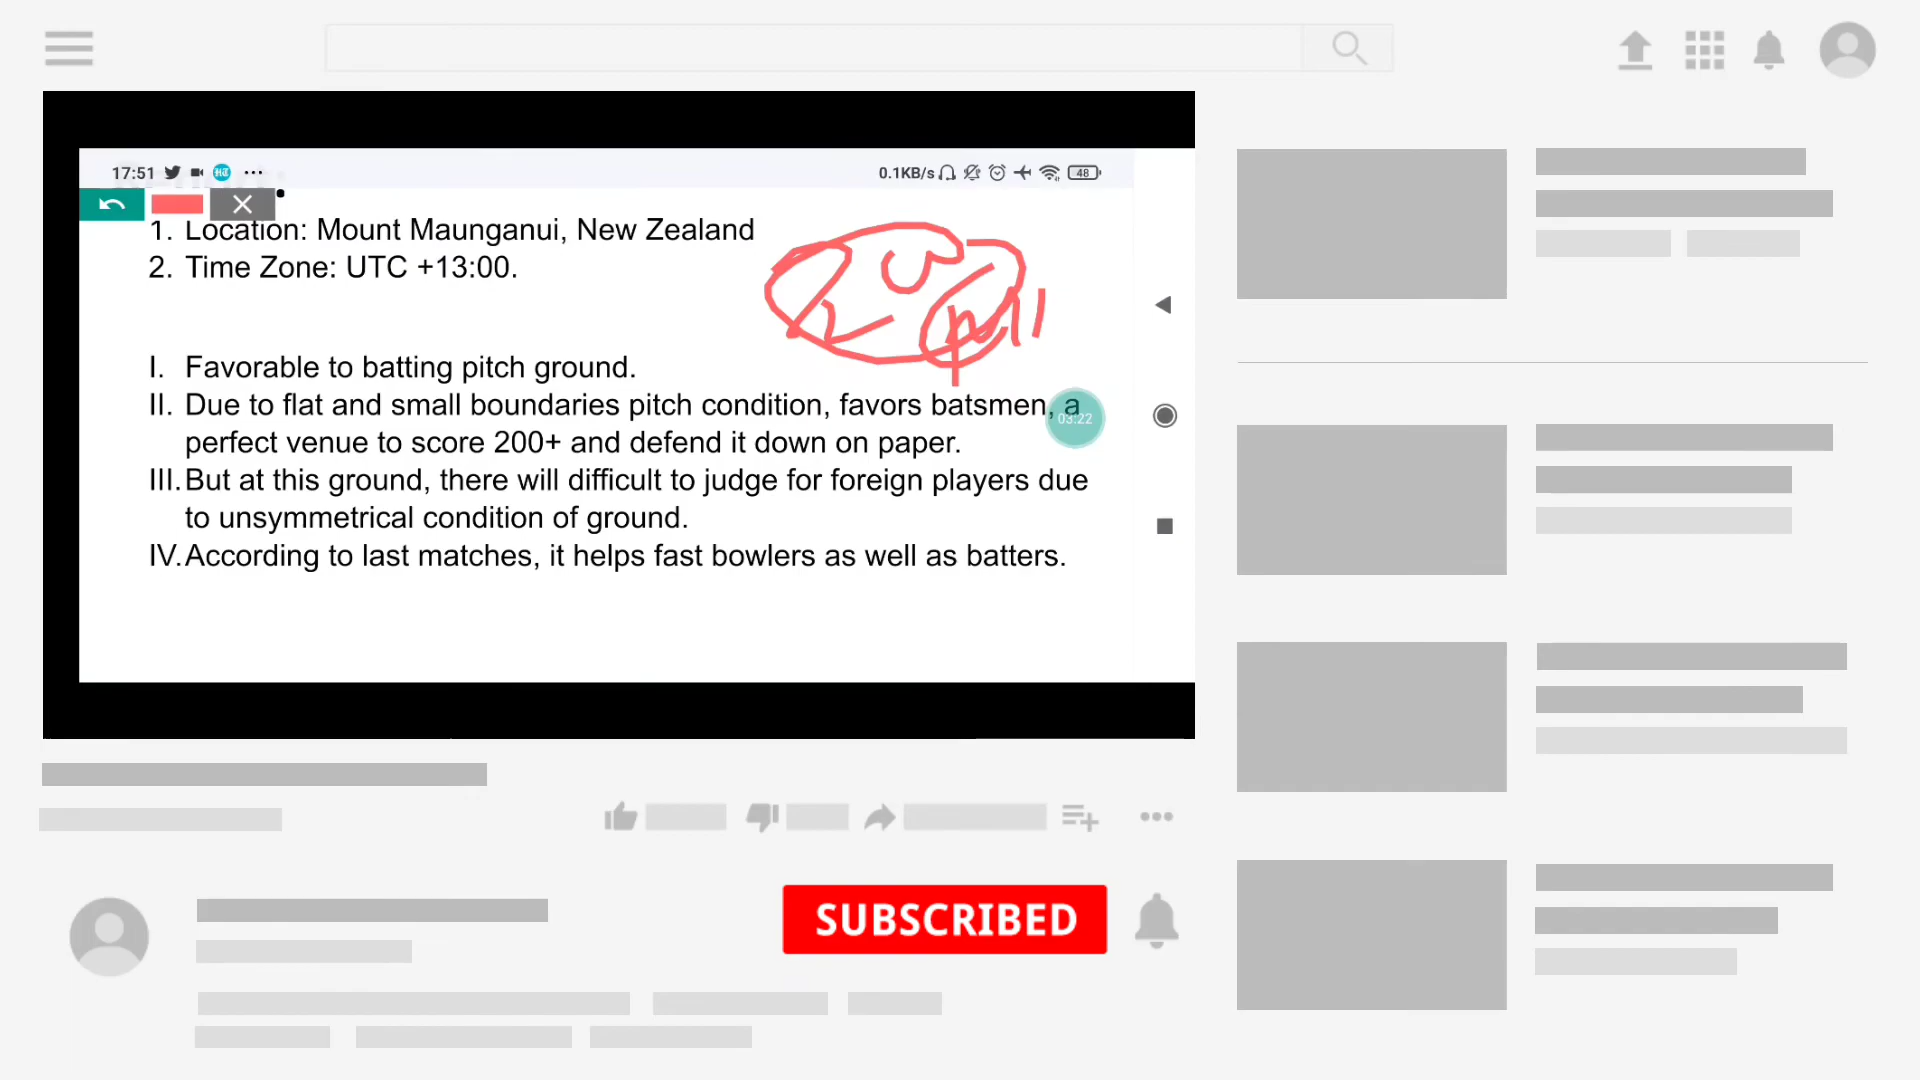 17:51 0.1KB/s 48
1. Location: Mount Maunganui, New Zealand
2. Time Zone: UTC +13:00.
I. Favorable to batting pitch ground.
II. Due to flat and small boundaries pitch condition, favors batsmen, a
03:22
perfect venue to score 200+ and defend it down on paper.
III. But at this ground, there will difficult to judge for foreign players due
to unsymmetrical condition of ground.
IV. According to last matches, it helps fast bowlers as well as batters.
SUBSCRIBED